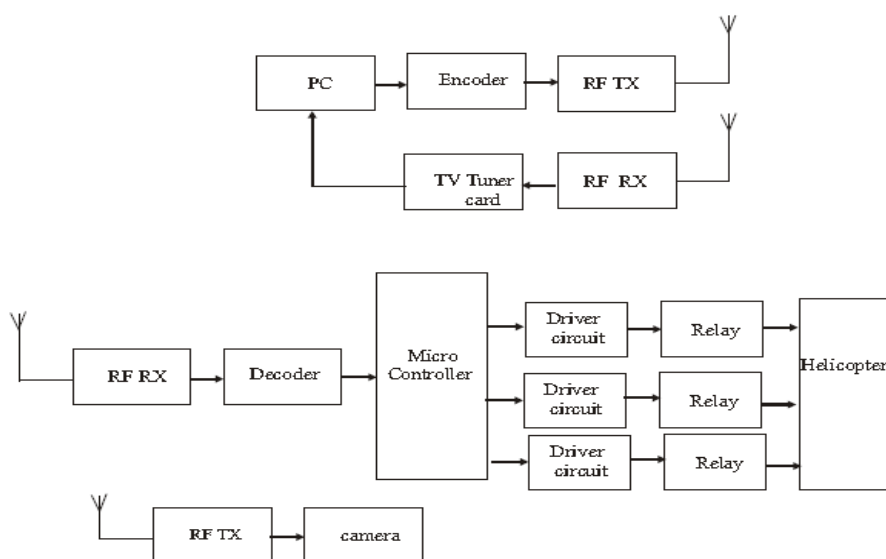 PC
Encoder
RF TX
TV Tuner
card
RF RX
RF RX
Decoder
Micro
Controller
Driver
circuit
Relay
Driver
circuit
Relay
Driver
circuit
Relay
Helicopter
RF TX
camera